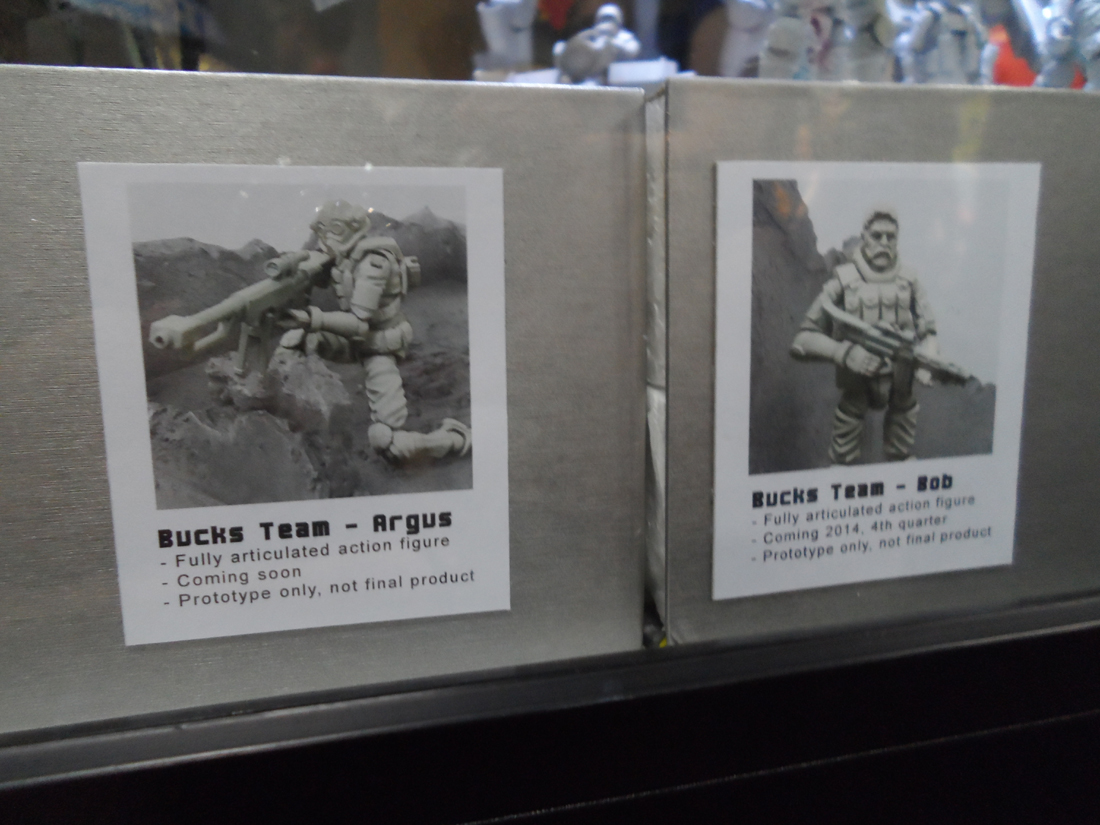 Bucks Team - Argus
- Fully articulated action figure
- Coming soon
- Prototype only, not final product
Bucks Team - Bob
- Fully articulated action figure
- Coming 2014, 4th quarter
- Prototype only, not final product